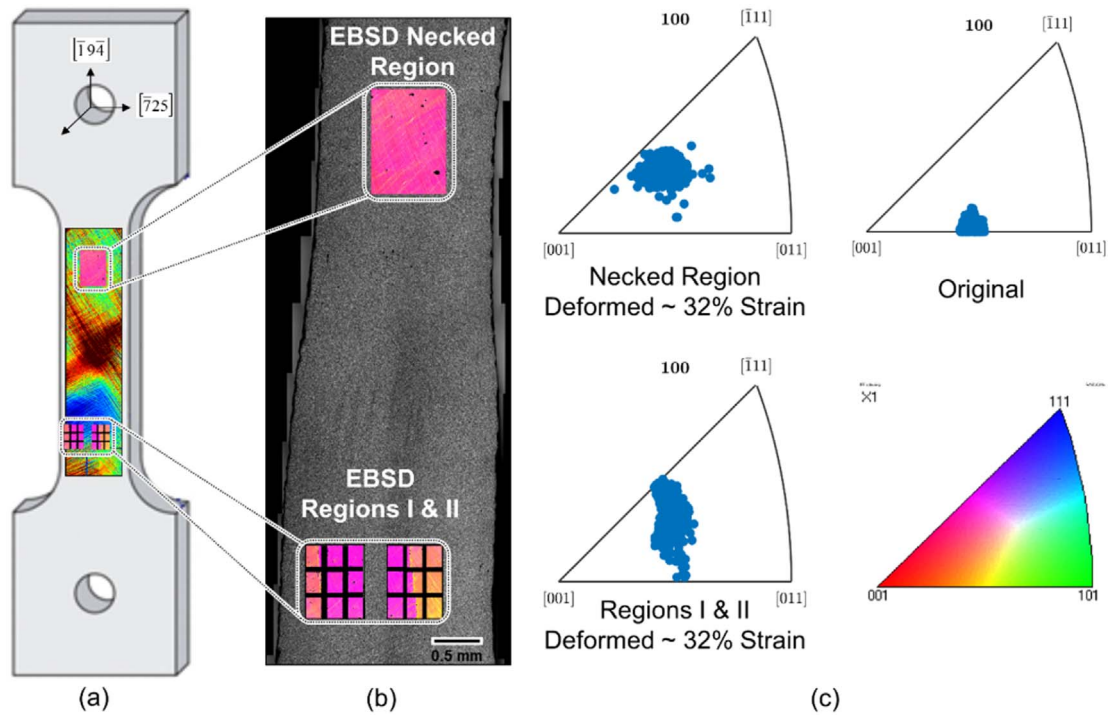 [1̄94̄]
[7̄25]
(a)
EBSD Necked
Region
EBSD
Regions I & II
0.5 mm
(b)
100
[1̄11]
[001]
[011]
Necked Region
Deformed ~ 32% Strain
100
[1̄11]
[001]
[011]
Original
100
[1̄11]
[001]
[011]
Regions I & II
Deformed ~ 32% Strain
X1
111
001
101
(c)